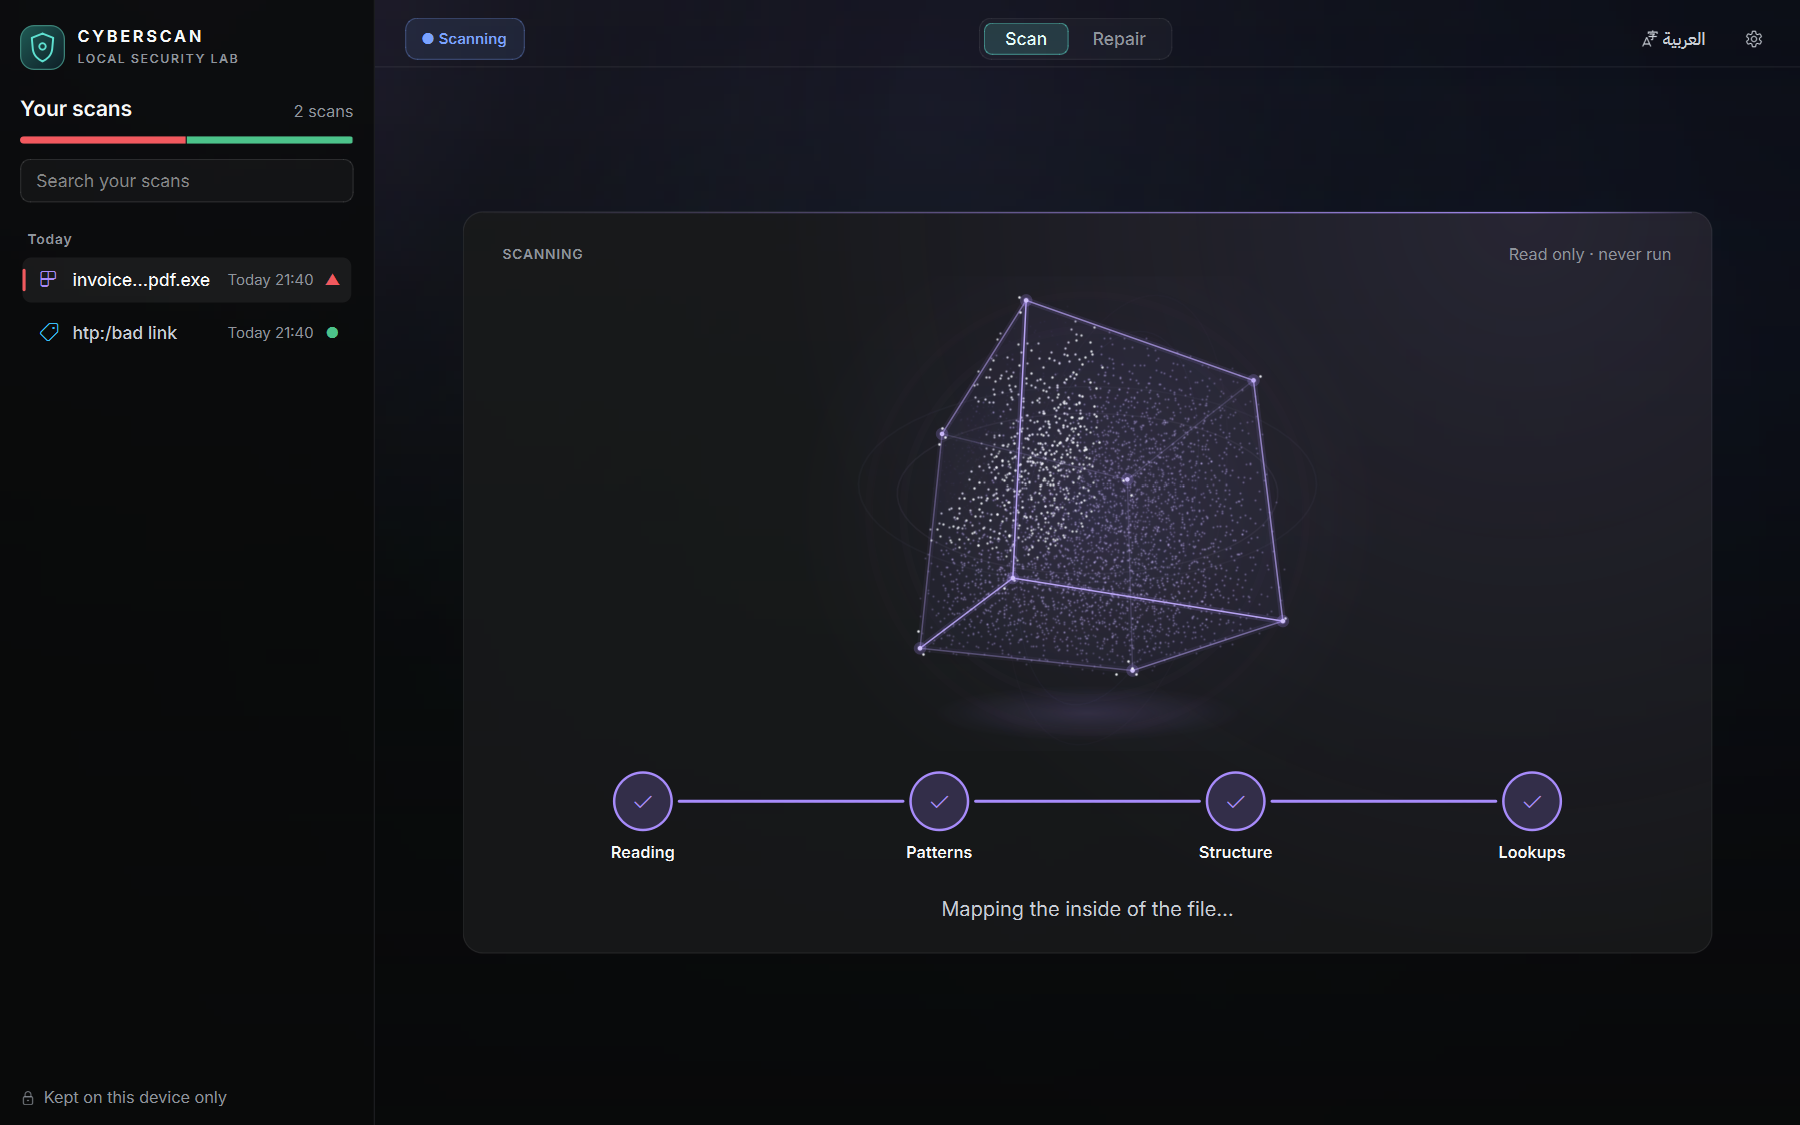 CYBERSCAN
LOCAL SECURITY LAB
Your scans
2 scans
Search your scans
Today
invoice...pdf.exe Today 21:40
htp:/bad link Today 21:40
Kept on this device only
Scanning
Scan Repair
العربية
SCANNING
Read only · never run
Reading Patterns Structure Lookups
Mapping the inside of the file...